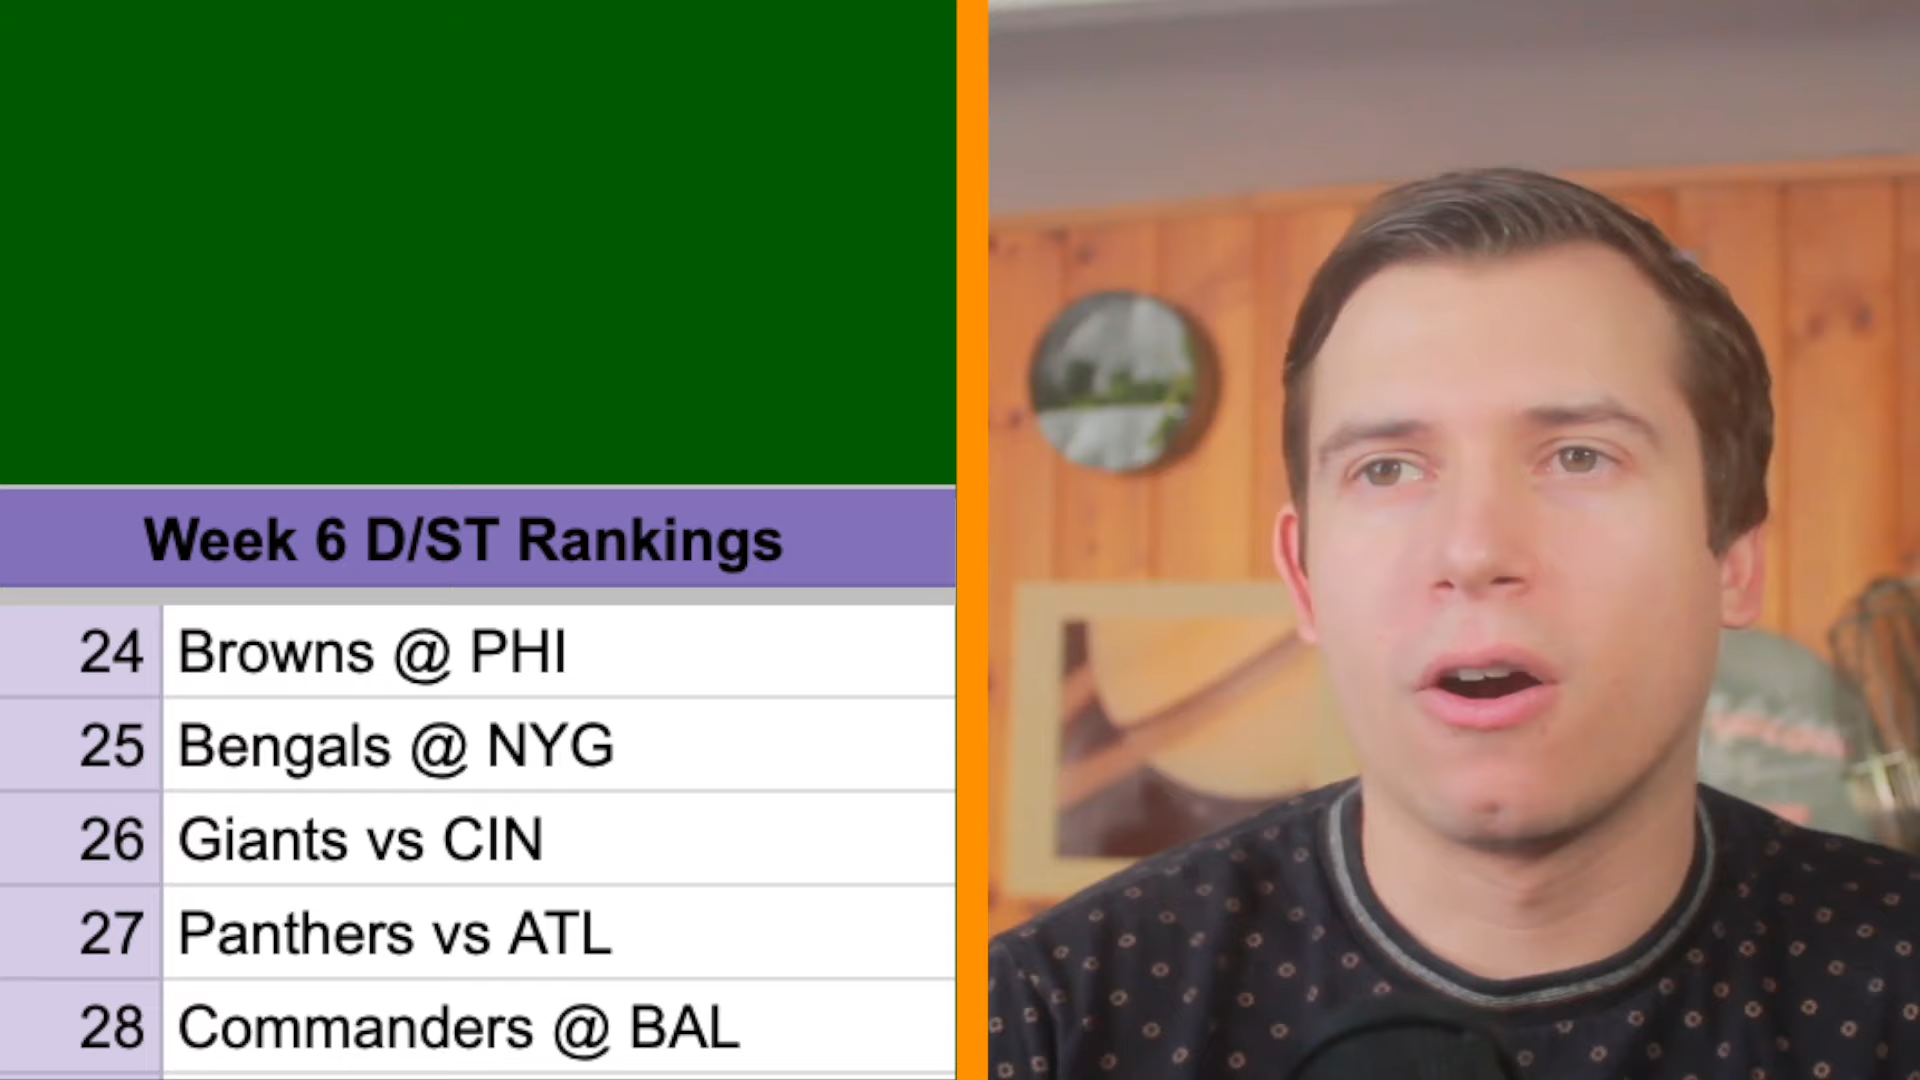 Week 6 D/ST Rankings
24 Browns @ PHI
25 Bengals @ NYG
26 Giants vs CIN
27 Panthers vs ATL
28 Commanders @ BAL